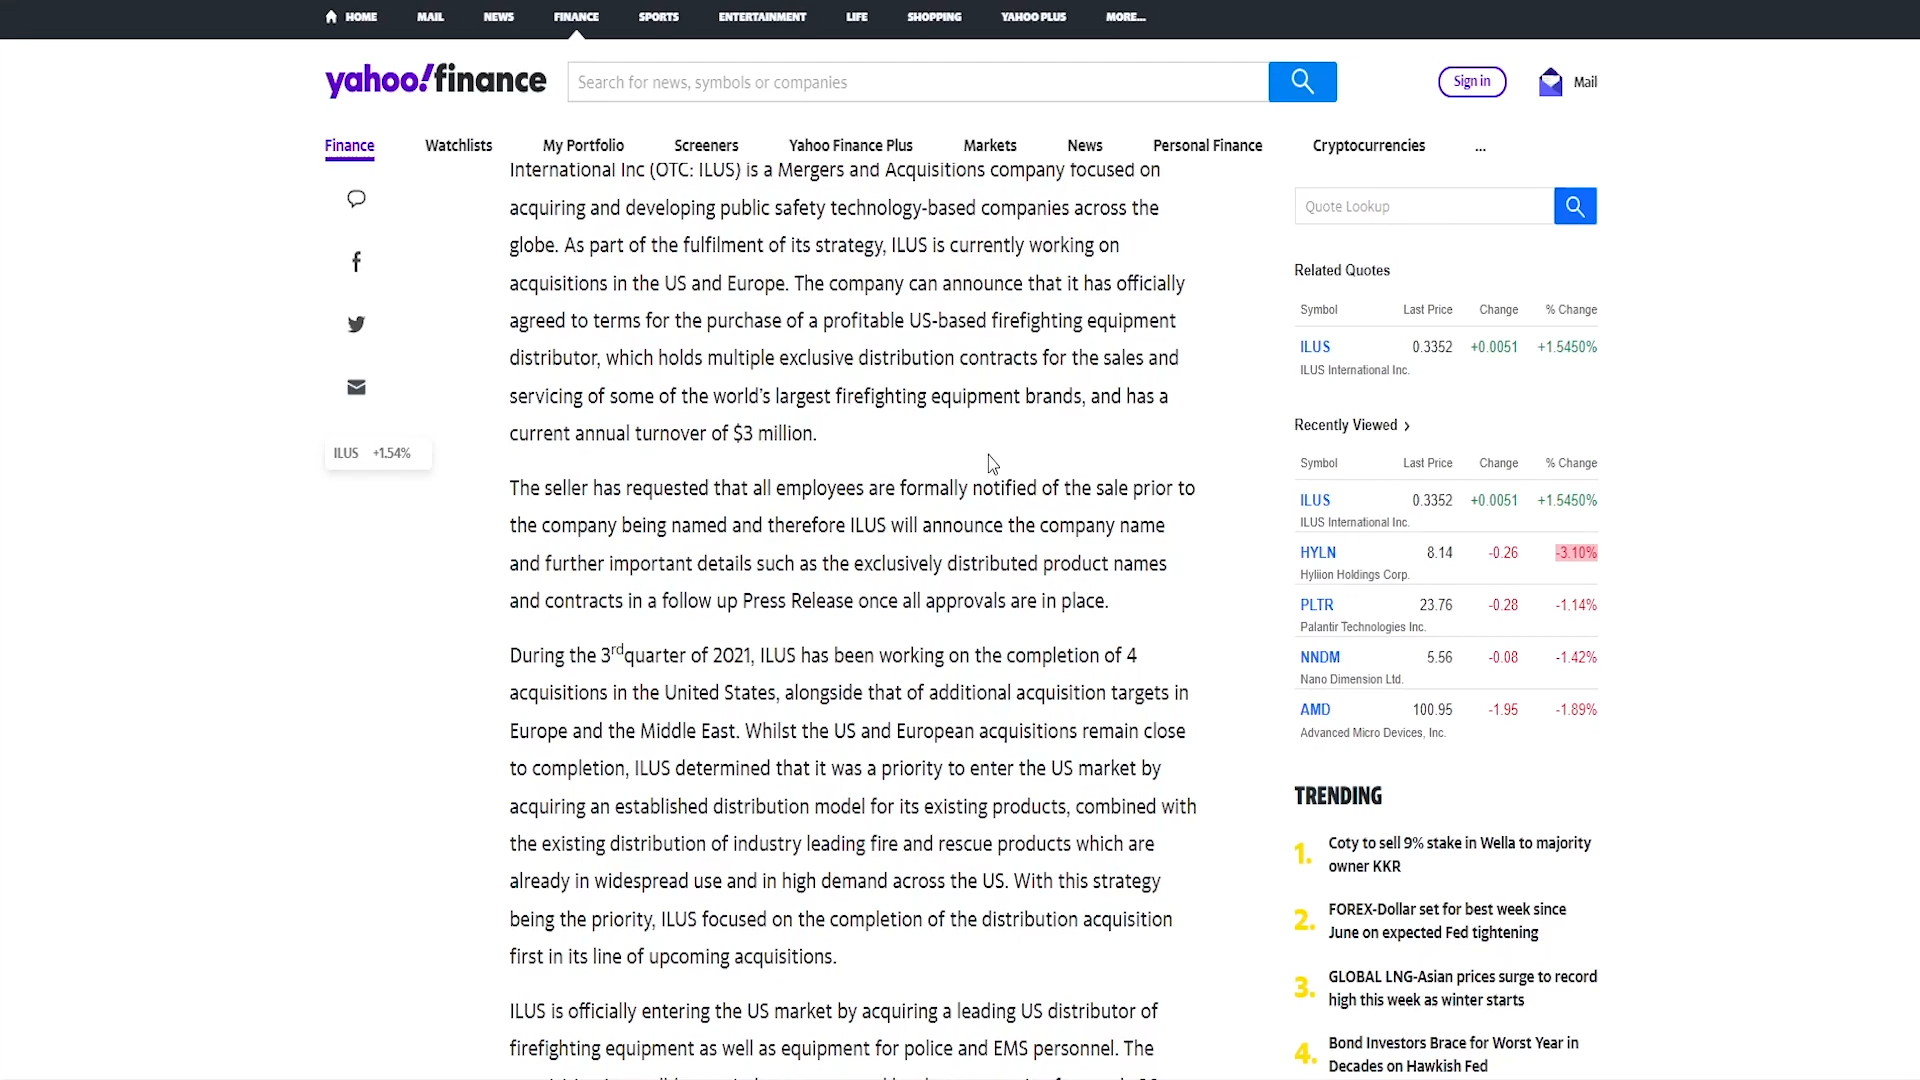 HOME MAIL NEWS FINANCE SPORTS ENTERTAINMENT LIFE SHOPPING YAHOO PLUS MORE...
yahoo!finance
Search for news, symbols or companies
Sign in
Mail
Finance Watchlists My Portfolio Screeners Yahoo Finance Plus Markets News Personal Finance Cryptocurrencies ...
International Inc (OTC: ILUS) is a Mergers and Acquisitions company focused on
acquiring and developing public safety technology-based companies across the
globe. As part of the fulfilment of its strategy, ILUS is currently working on
acquisitions in the US and Europe. The company can announce that it has officially
agreed to terms for the purchase of a profitable US-based firefighting equipment
distributor, which holds multiple exclusive distribution contracts for the sales and
servicing of some of the world's largest firefighting equipment brands, and has a
current annual turnover of $3 million.
ILUS +1.54%
The seller has requested that all employees are formally notified of the sale prior to
the company being named and therefore ILUS will announce the company name
and further important details such as the exclusively distributed product names
and contracts in a follow up Press Release once all approvals are in place.
During the 3rdquarter of 2021, ILUS has been working on the completion of 4
acquisitions in the United States, alongside that of additional acquisition targets in
Europe and the Middle East. Whilst the US and European acquisitions remain close
to completion, ILUS determined that it was a priority to enter the US market by
acquiring an established distribution model for its existing products, combined with
the existing distribution of industry leading fire and rescue products which are
already in widespread use and in high demand across the US. With this strategy
being the priority, ILUS focused on the completion of the distribution acquisition
first in its line of upcoming acquisitions.
ILUS is officially entering the US market by acquiring a leading US distributor of
firefighting equipment as well as equipment for police and EMS personnel. The
Quote Lookup
Related Quotes
Symbol Last Price Change % Change
ILUS 0.3352 +0.0051 +1.5450%
ILUS International Inc.
Recently Viewed
Symbol Last Price Change % Change
ILUS 0.3352 +0.0051 +1.5450%
ILUS International Inc.
HYLN 8.14 -0.26 -3.10%
Hyliion Holdings Corp.
PLTR 23.76 -0.28 -1.14%
Palantir Technologies Inc.
NNDM 5.56 -0.08 -1.42%
Nano Dimension Ltd.
AMD 100.95 -1.95 -1.89%
Advanced Micro Devices, Inc.
TRENDING
1. Coty to sell 9% stake in Wella to majority
owner KKR
2. FOREX-Dollar set for best week since
June on expected Fed tightening
3. GLOBAL LNG-Asian prices surge to record
high this week as winter starts
4. Bond Investors Brace for Worst Year in
Decades on Hawkish Fed